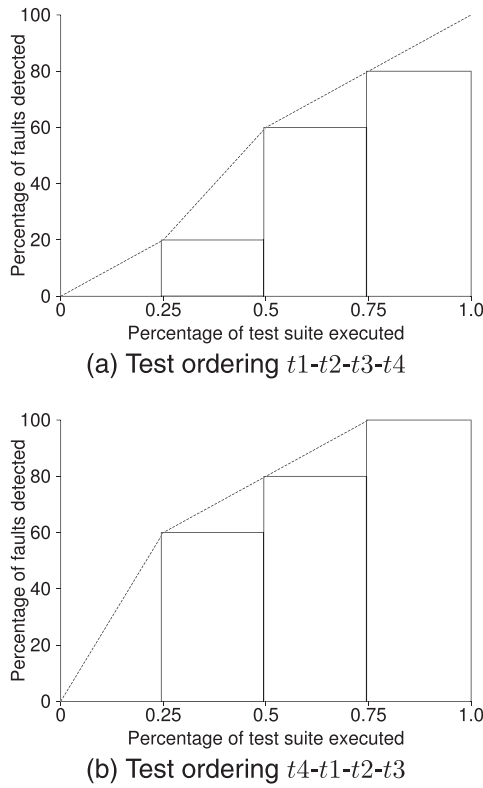 100
80
60
40
20
0
Percentage of faults detected
0 0.25 0.5 0.75 1.0
Percentage of test suite executed
(a) Test ordering t1-t2-t3-t4
100
80
60
40
20
0
Percentage of faults detected
0 0.25 0.5 0.75 1.0
Percentage of test suite executed
(b) Test ordering t4-t1-t2-t3